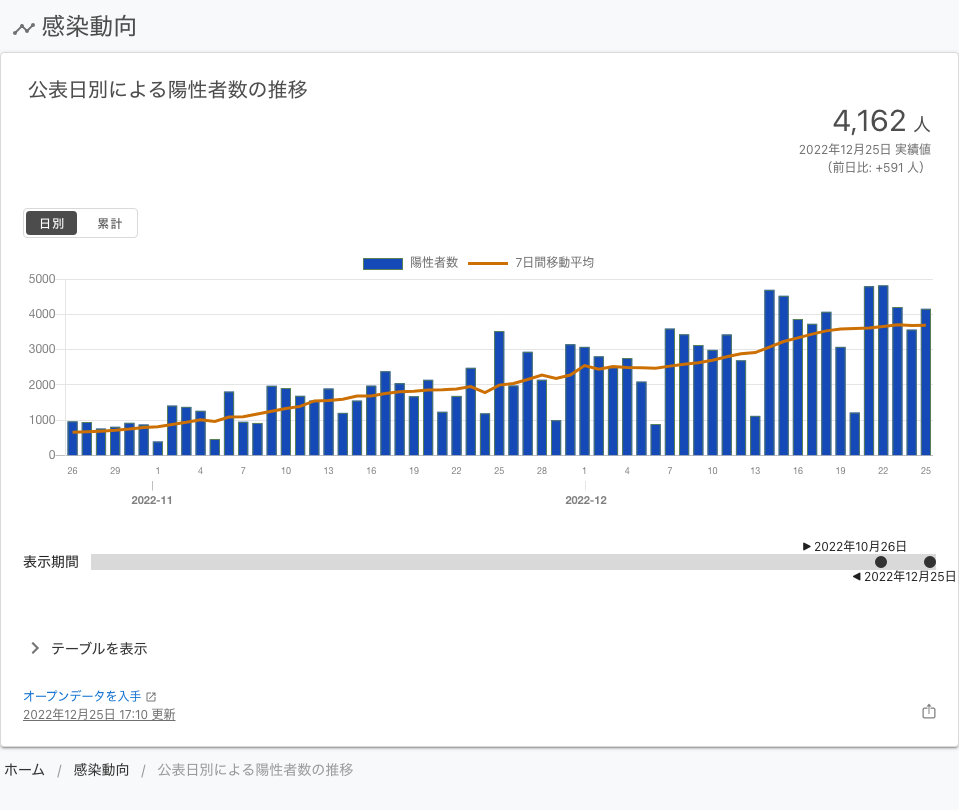 感染動向
公表日別による陽性者数の推移
4,162 人
2022年12月25日 実績値
（前日比: +591 人）
日別 累計
陽性者数 7日間移動平均
5000
4000
3000
2000
1000
0
26 29 1 4 7 10 13 16 19 22 25 28 1 4 7 10 13 16 19 22 25
2022-11 2022-12
2022年10月26日
表示期間
2022年12月25日
テーブルを表示
オープンデータを入手
2022年12月25日 17:10 更新
ホーム / 感染動向 / 公表日別による陽性者数の推移